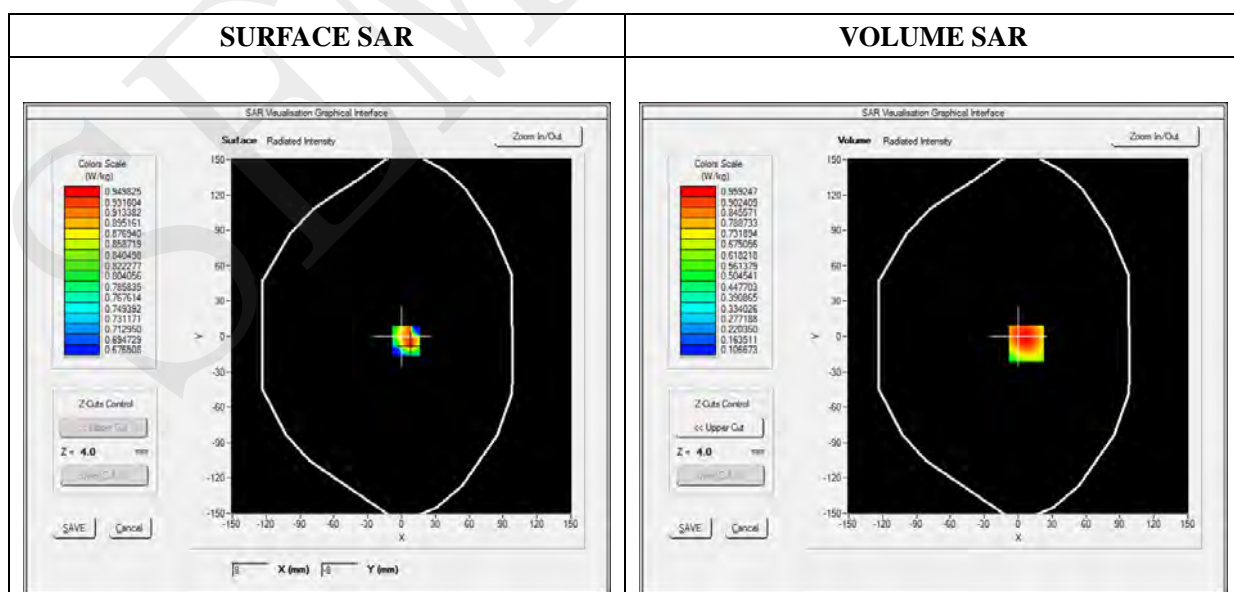 SURFACE SAR
VOLUME SAR
SAR Visualisation Graphical Interface
Surface Radiated Intensity
Zoom In/Out
Colors Scale
(W/kg)
0.949825
0.931604
0.913382
0.895161
0.876940
0.858719
0.840498
0.822277
0.804056
0.785835
0.767614
0.749392
0.731171
0.712950
0.694729
0.676508
150
120
90
60
30
0
-30
-60
-90
-120
-150
Y
-150 -120 -90 -60 -30 0 30 60 90 120 150
X
Z-Cuts Control
<< Upper Cut
Z = 4.0 mm
SAVE Cancel
8 X (mm) -8 Y (mm)
SAR Visualisation Graphical Interface
Volume Radiated Intensity
Zoom In/Out
Colors Scale
(W/kg)
0.959247
0.902409
0.845571
0.788733
0.731894
0.675056
0.618218
0.561379
0.504541
0.447703
0.390865
0.334026
0.277188
0.220350
0.163511
0.106673
150
120
90
60
30
0
-30
-60
-90
-120
-150
Y
-150 -120 -90 -60 -30 0 30 60 90 120 150
X
Z-Cuts Control
<< Upper Cut
Z = 4.0 mm
SAVE Cancel